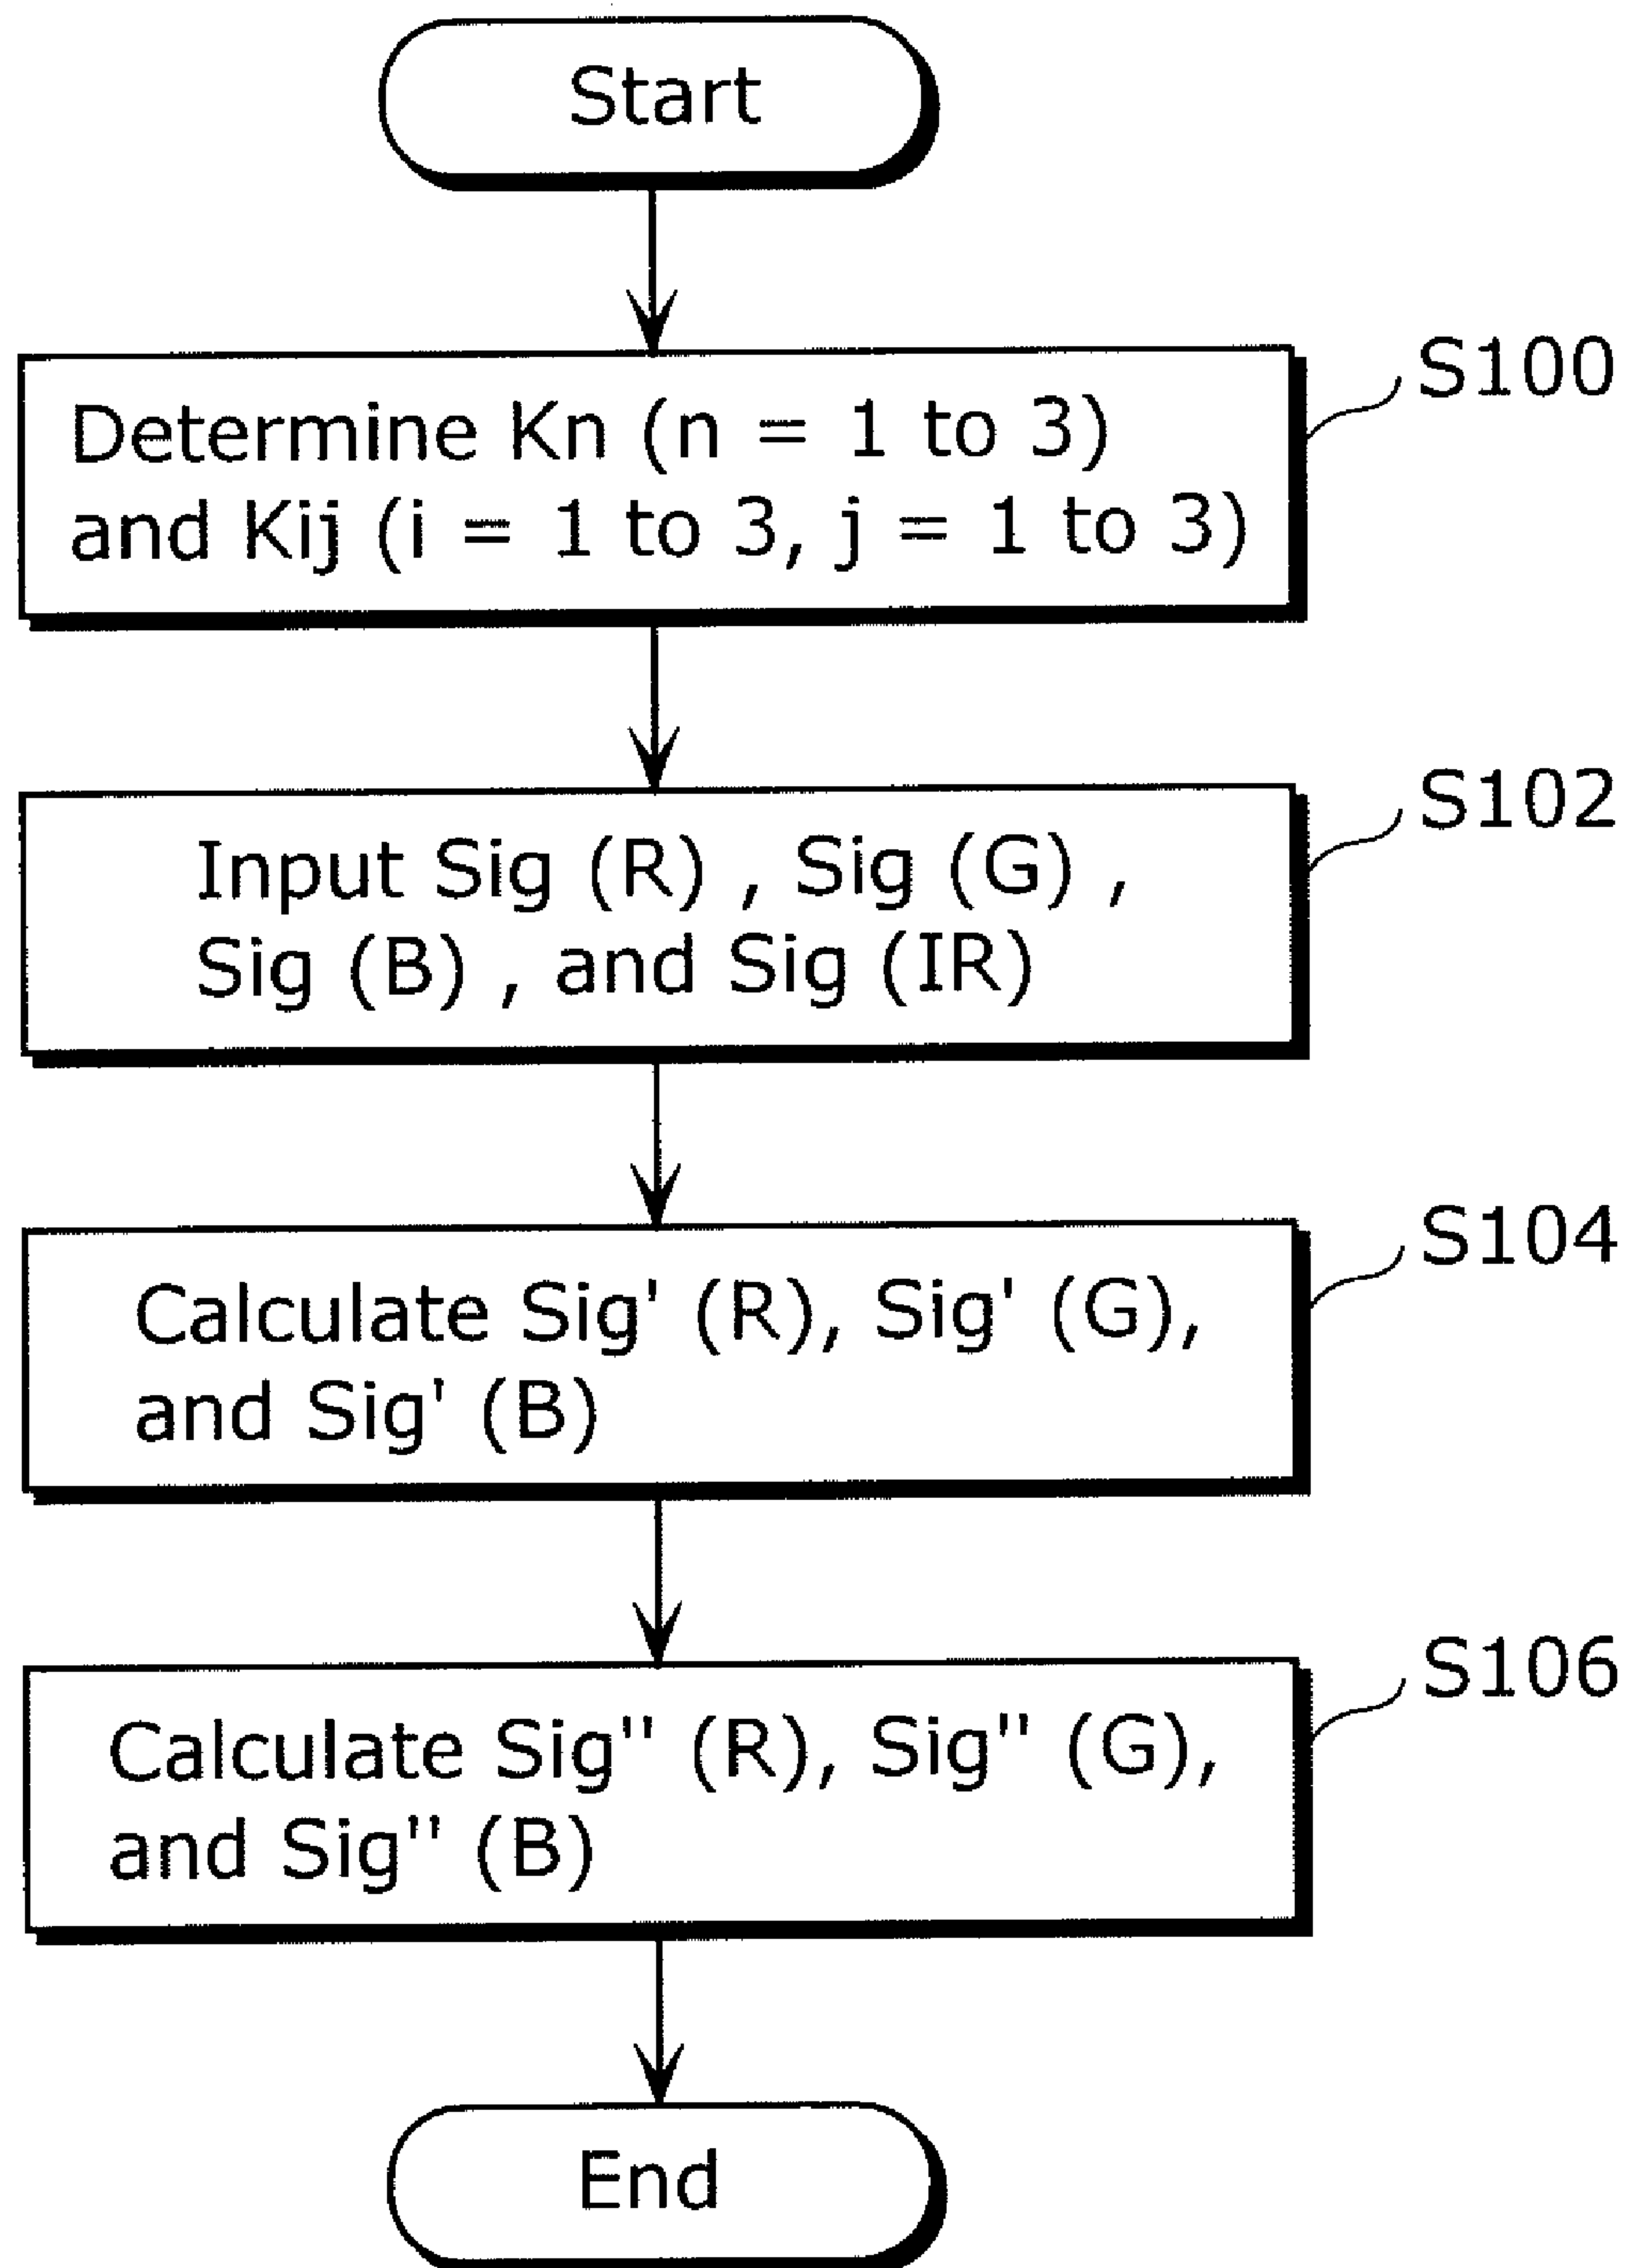 Start
S100
Determine Kn (n = 1 to 3)
and Kij (i = 1 to 3, j = 1 to 3)
S102
Input Sig (R) , Sig (G) ,
Sig (B) , and Sig (IR)
S104
Calculate Sig' (R), Sig' (G),
and Sig' (B)
S106
Calculate Sig'' (R), Sig'' (G),
and Sig'' (B)
End